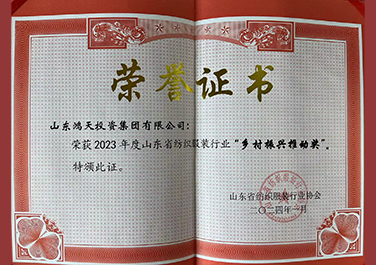 荣誉证书
山东鸿天投资集团有限公司：
荣获2023年度山东省纺织服装行业“乡村振兴推动奖”。
特颁此证。
山东省纺织服装行业协会
二〇二四年一月